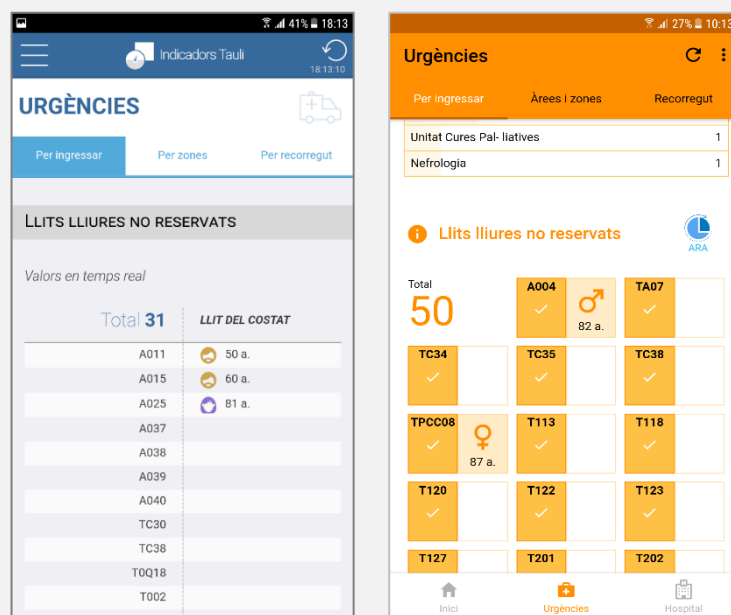 41% 18:13
Indicadors Taulí
18:13:10
URGÈNCIES
Per ingressar Per zones Per recorregut
LLITS LLIURES NO RESERVATS
Valors en temps real
Total 31 LLIT DEL COSTAT
A011 50 a.
A015 60 a.
A025 81 a.
A037
A038
A039
A040
TC30
TC38
T0Q18
T002
27% 10:13
Urgències
Per ingressar Àrees i zones Recorregut
Unitat Cures Pal- liatives 1
Nefrologia 1
Llits lliures no reservats
ARA
Total
50
A004 82 a. TA07
TC34 TC35 TC38
TPCC08 87 a. T113 T118
T120 T122 T123
T127 T201 T202
Inici Urgències Hospital